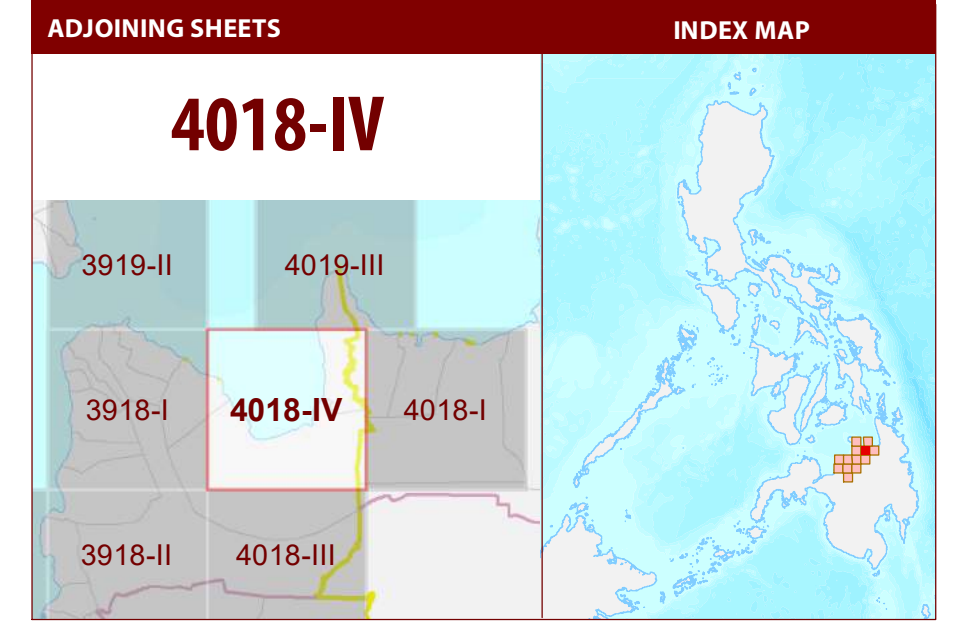 ADJOINING SHEETS
INDEX MAP
4018-IV
3919-II
4019-III
3918-I
4018-IV
4018-I
3918-II
4018-III